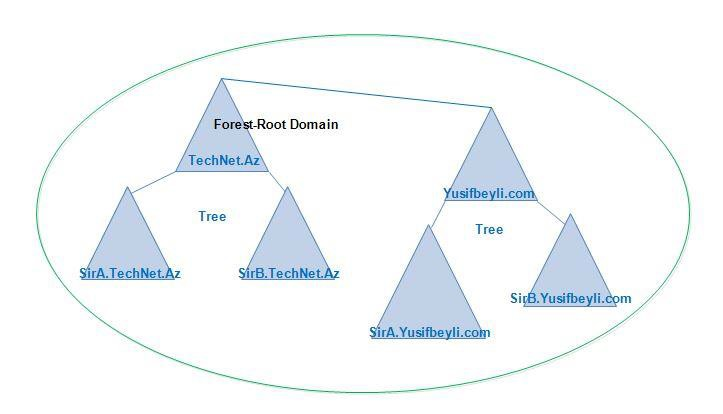 Forest-Root Domain
TechNet.Az
Yusifbeyli.com
Tree
Tree
SirA.TechNet.Az
SirB.TechNet.Az
SirB.Yusifbeyli.com
SirA.Yusifbeyli.com